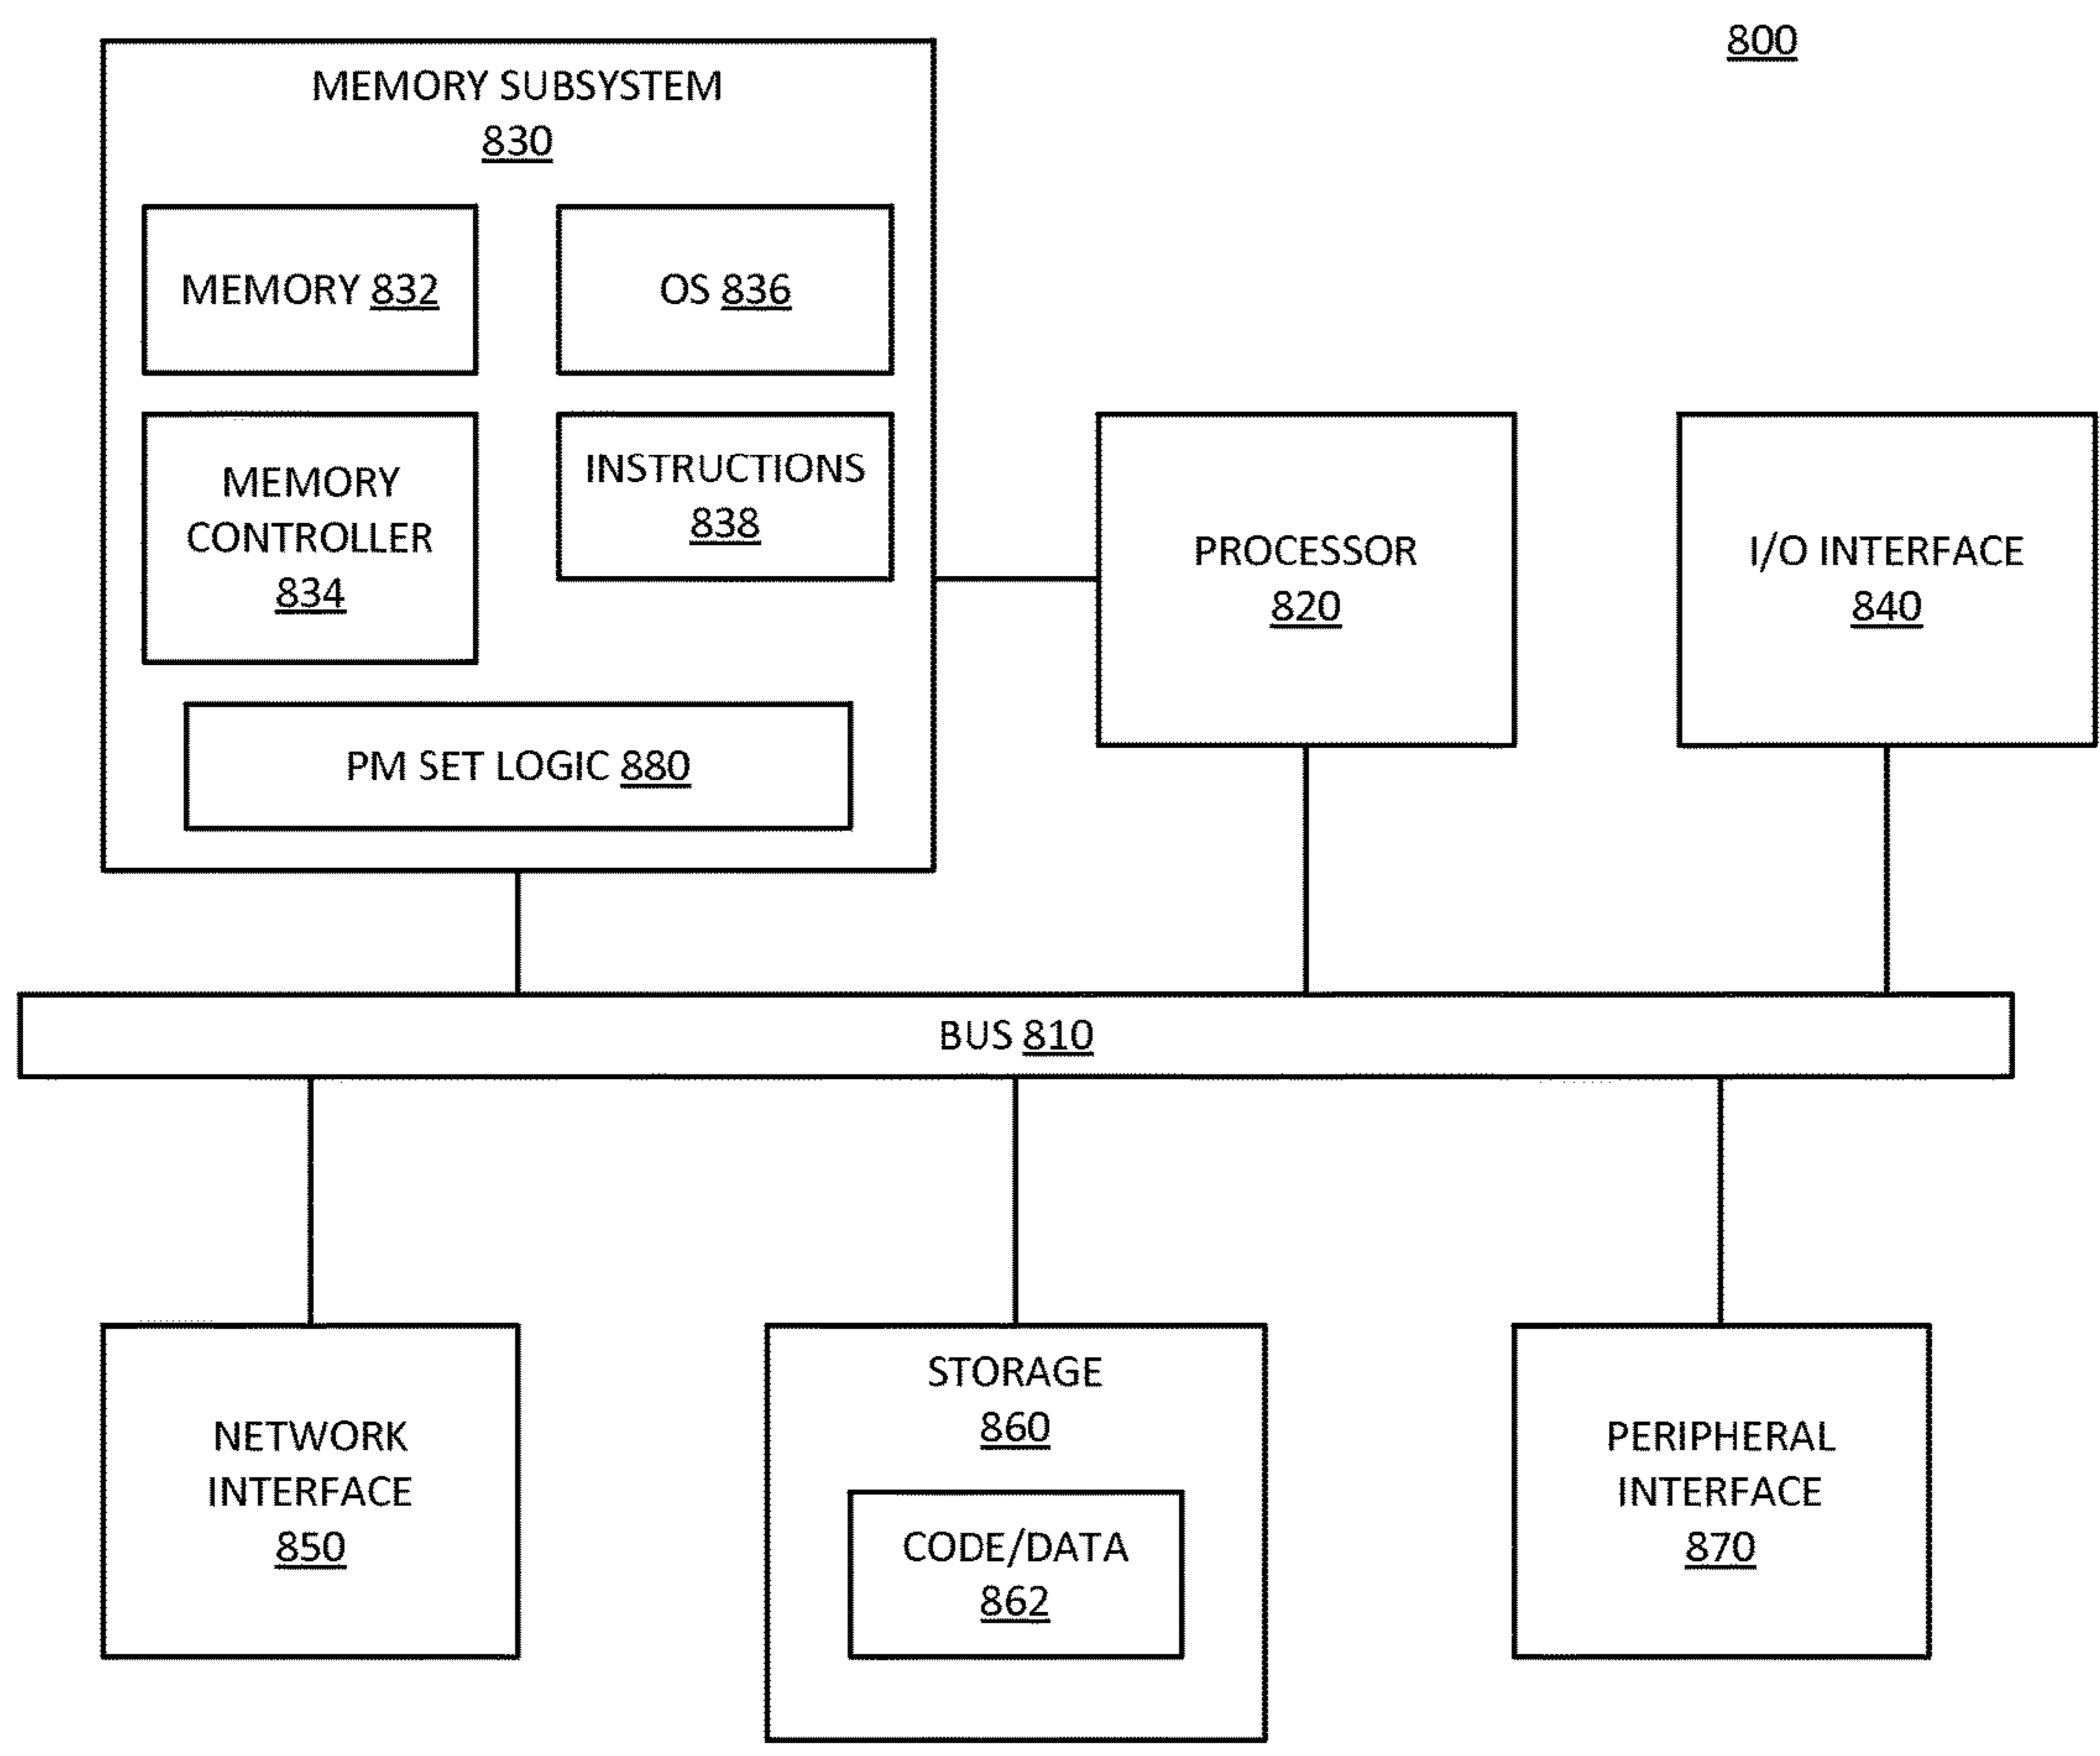 800
MEMORY SUBSYSTEM
830
MEMORY 832
OS 836
MEMORY
CONTROLLER
834
INSTRUCTIONS
838
PM SET LOGIC 880
PROCESSOR
820
I/O INTERFACE
840
BUS 810
NETWORK
INTERFACE
850
STORAGE
860
CODE/DATA
862
PERIPHERAL
INTERFACE
870